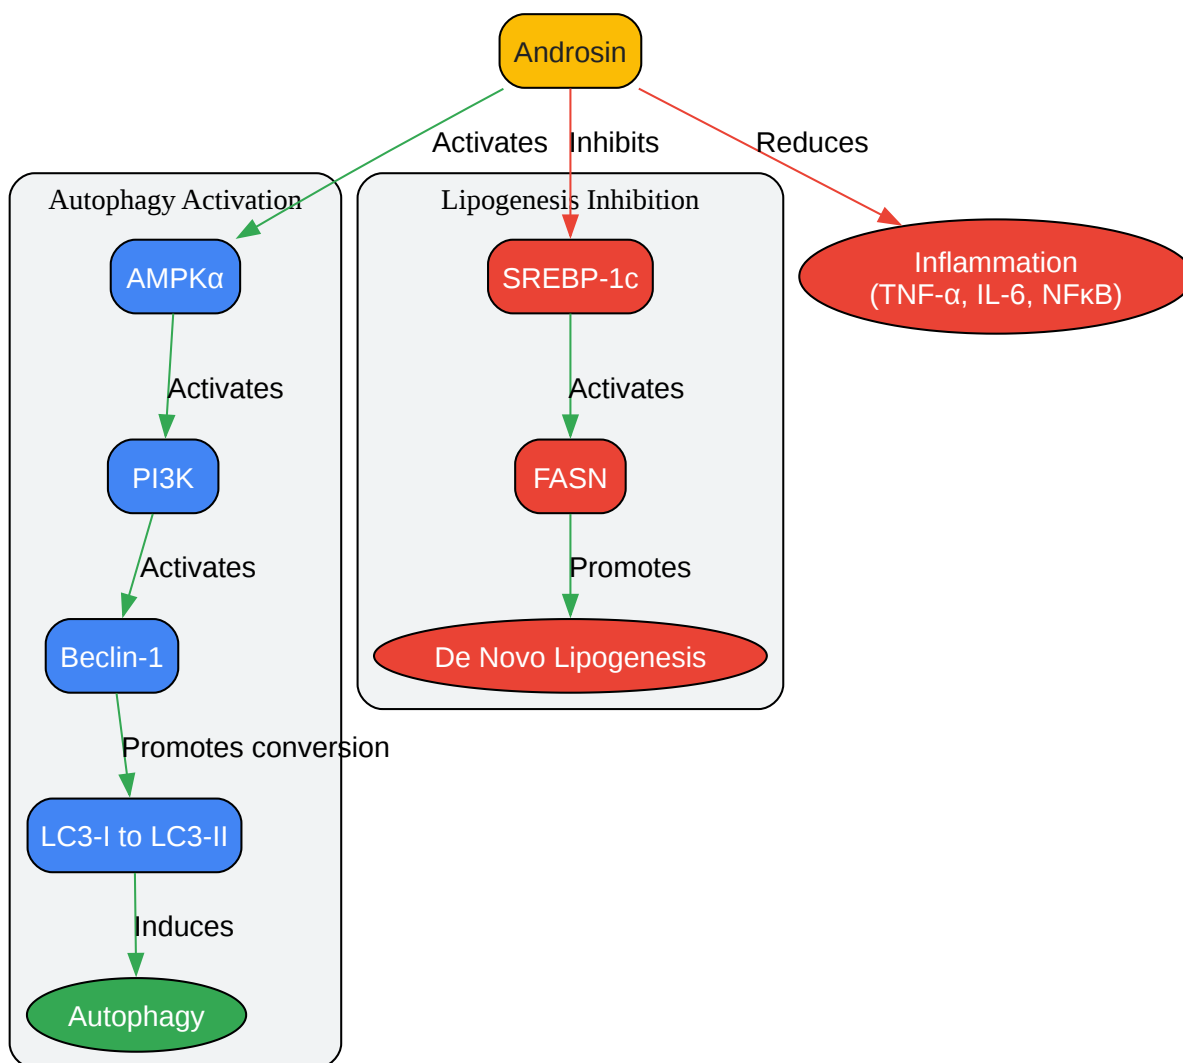 Androsin
Activates
Inhibits
Reduces
Autophagy Activation
Lipogenesis Inhibition
AMPKα
SREBP-1c
Inflammation
(TNF-α, IL-6, NFκB)
Activates
Activates
PI3K
FASN
Activates
Promotes
Beclin-1
De Novo Lipogenesis
Promotes conversion
LC3-I to LC3-II
Induces
Autophagy